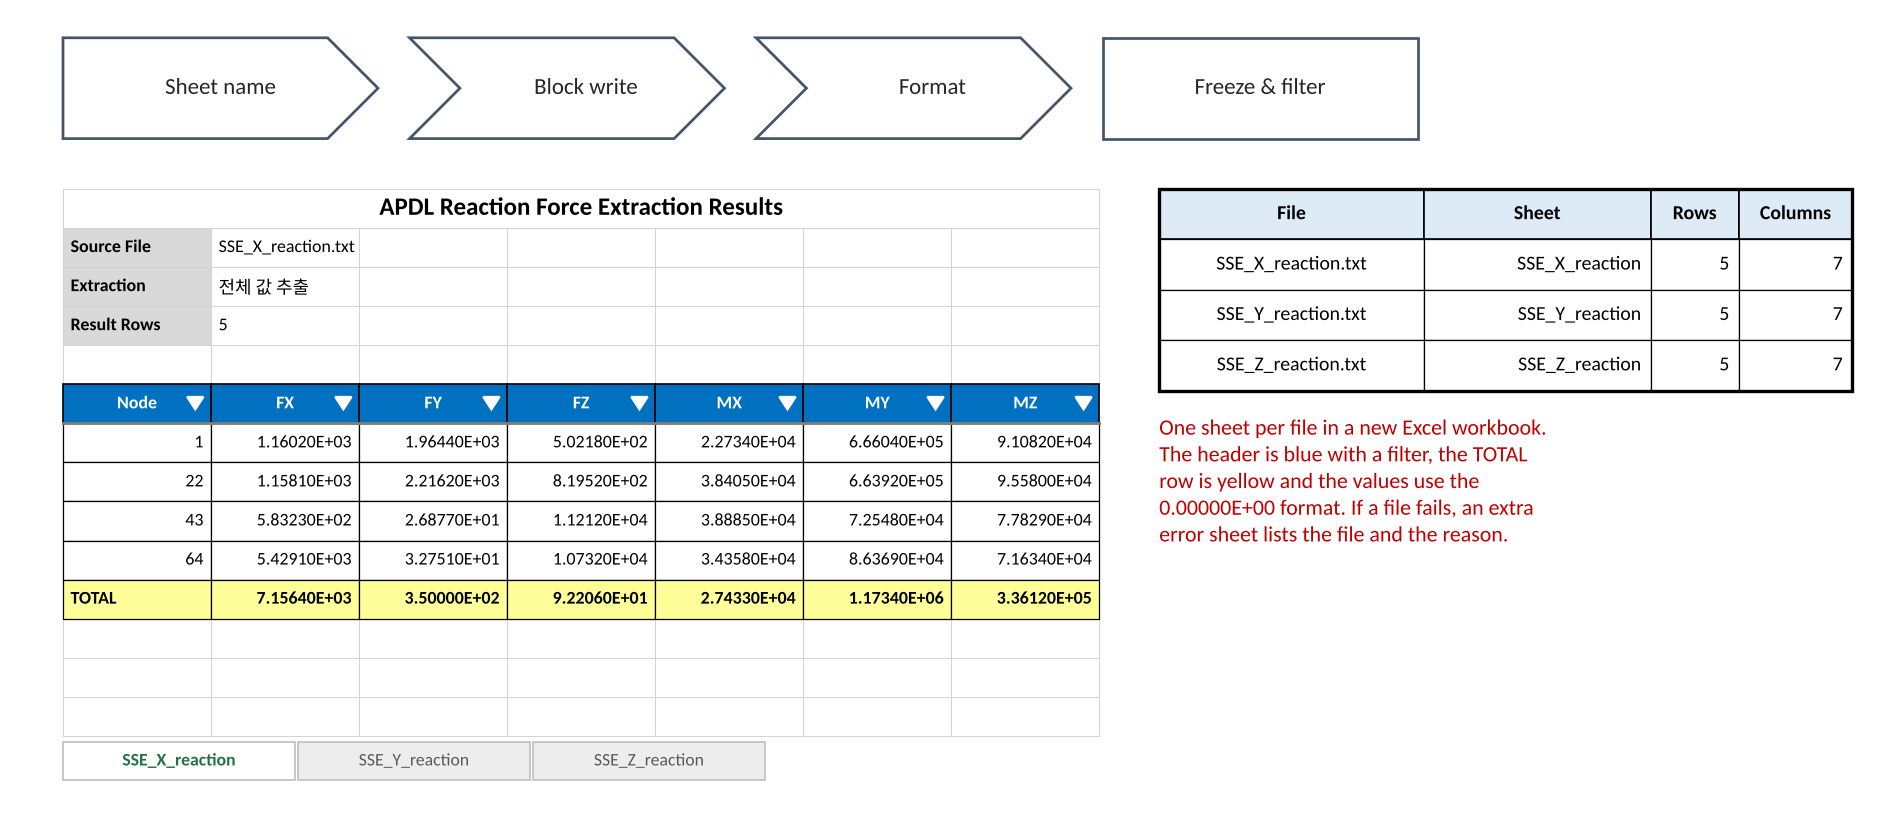 Sheet name
Block write
Format
Freeze & filter
APDL Reaction Force Extraction Results
Source File SSE_X_reaction.txt
Extraction 전체 값 추출
Result Rows 5
Node FX FY FZ MX MY MZ
1 1.16020E+03 1.96440E+03 5.02180E+02 2.27340E+04 6.66040E+05 9.10820E+04
22 1.15810E+03 2.21620E+03 8.19520E+02 3.84050E+04 6.63920E+05 9.55800E+04
43 5.83230E+02 2.68770E+01 1.12120E+04 3.88850E+04 7.25480E+04 7.78290E+04
64 5.42910E+03 3.27510E+01 1.07320E+04 3.43580E+04 8.63690E+04 7.16340E+04
TOTAL 7.15640E+03 3.50000E+02 9.22060E+01 2.74330E+04 1.17340E+06 3.36120E+05
SSE_X_reaction SSE_Y_reaction SSE_Z_reaction
File Sheet Rows Columns
SSE_X_reaction.txt SSE_X_reaction 5 7
SSE_Y_reaction.txt SSE_Y_reaction 5 7
SSE_Z_reaction.txt SSE_Z_reaction 5 7
One sheet per file in a new Excel workbook.
The header is blue with a filter, the TOTAL
row is yellow and the values use the
0.00000E+00 format. If a file fails, an extra
error sheet lists the file and the reason.